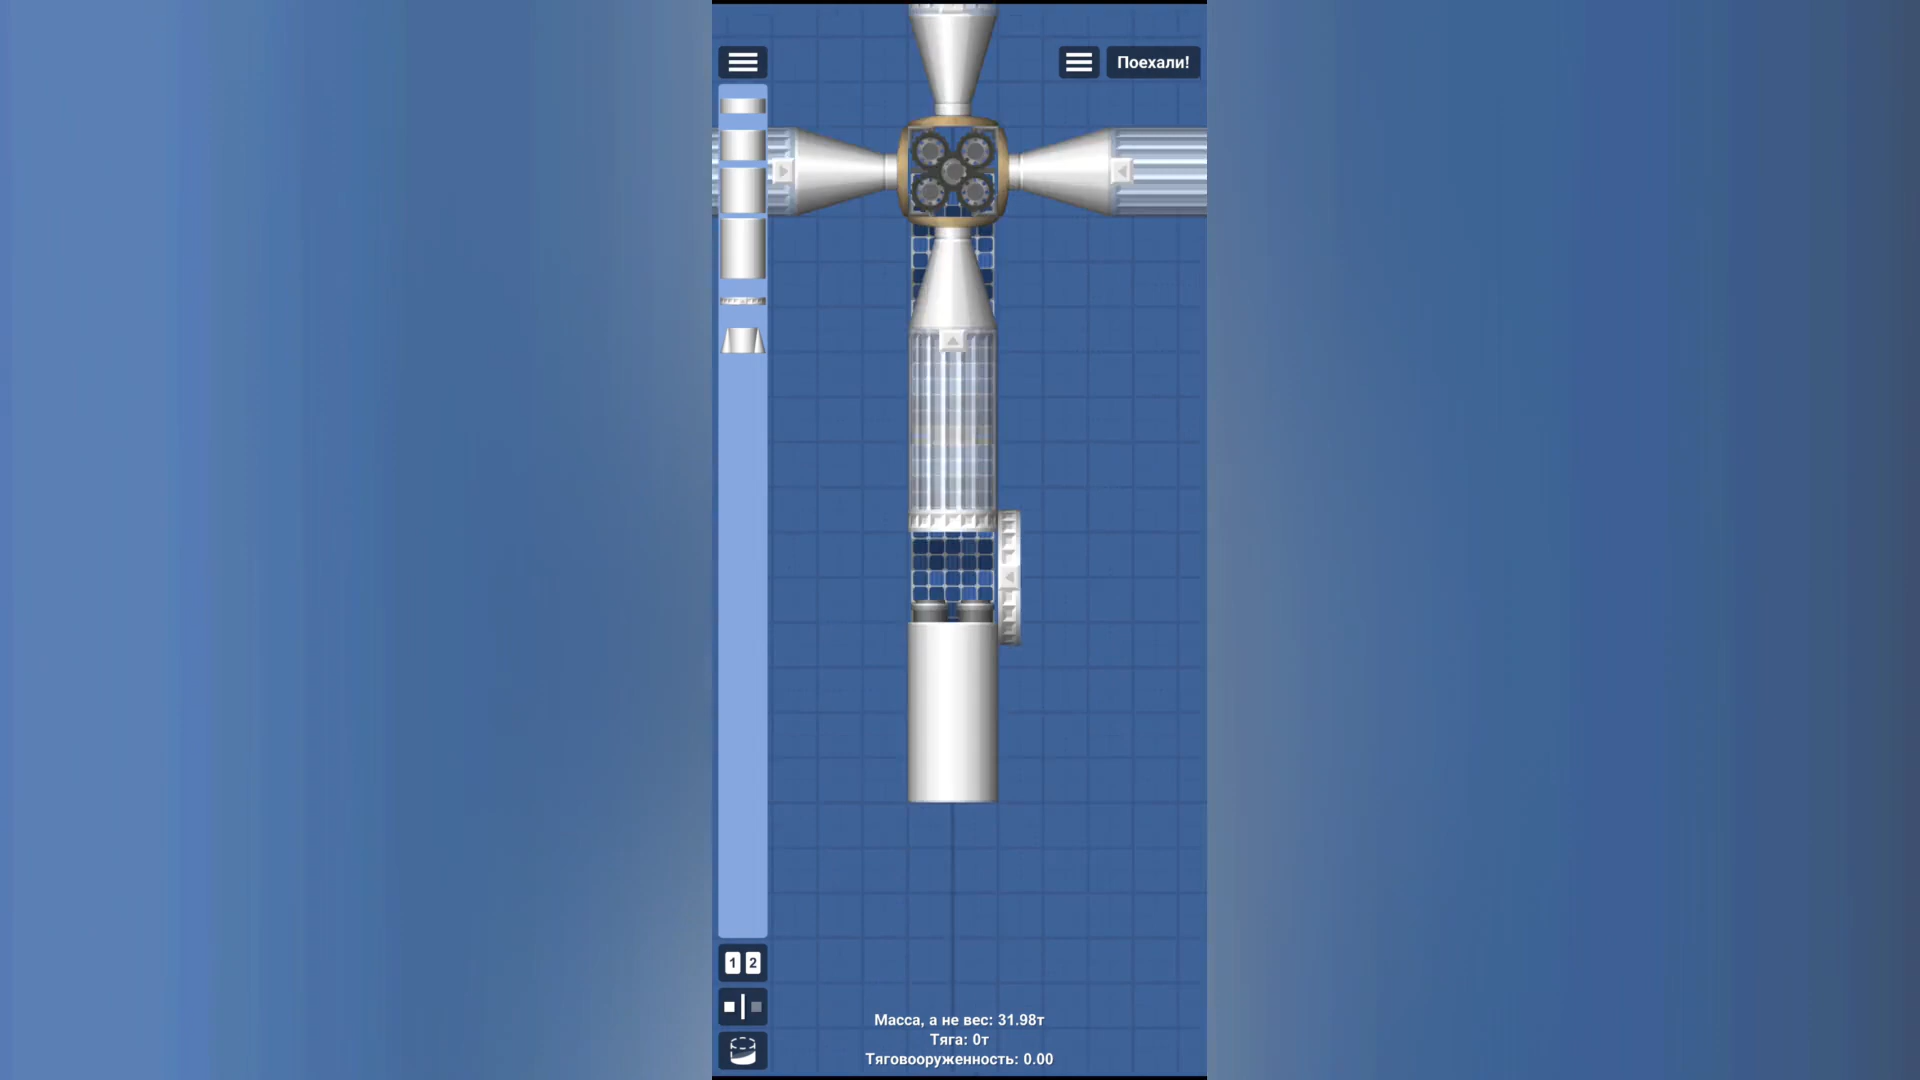 Поехали!
1 2
Масса, а не вес: 31.98т
Тяга: 0т
Тяговооруженность: 0.00